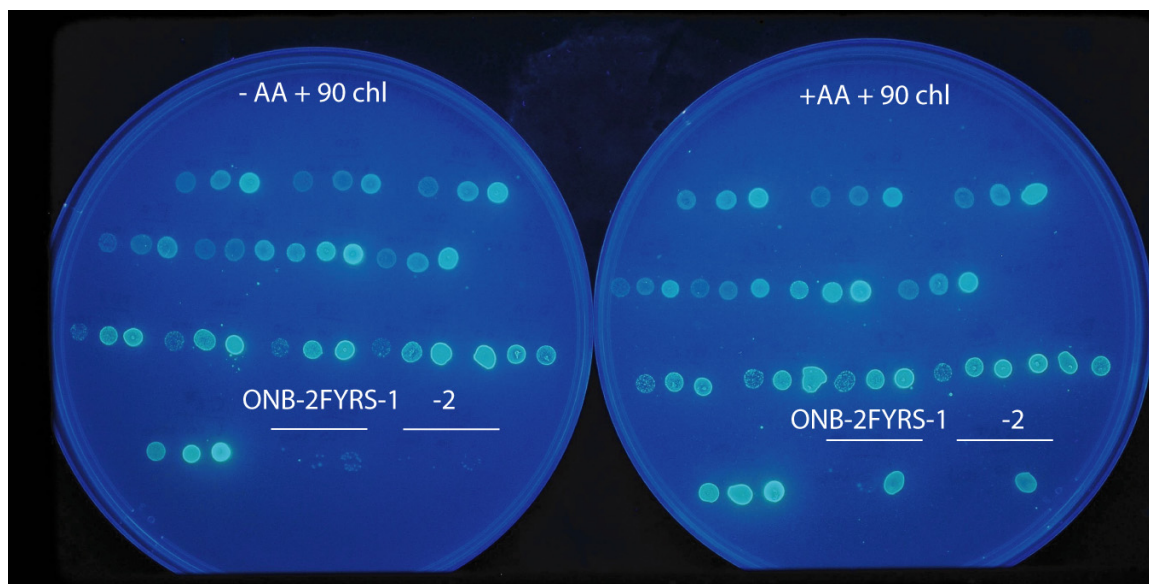 - AA + 90 chl
+AA + 90 chl
ONB-2FYRS-1
-2
ONB-2FYRS-1
-2